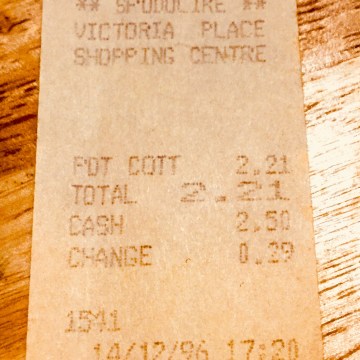 ** SPUDULIKE **
VICTORIA PLACE
SHOPPING CENTRE
POT COTT 2.21
TOTAL 2.21
CASH 2.50
CHANGE 0.29
1541
14/12/96 17:20